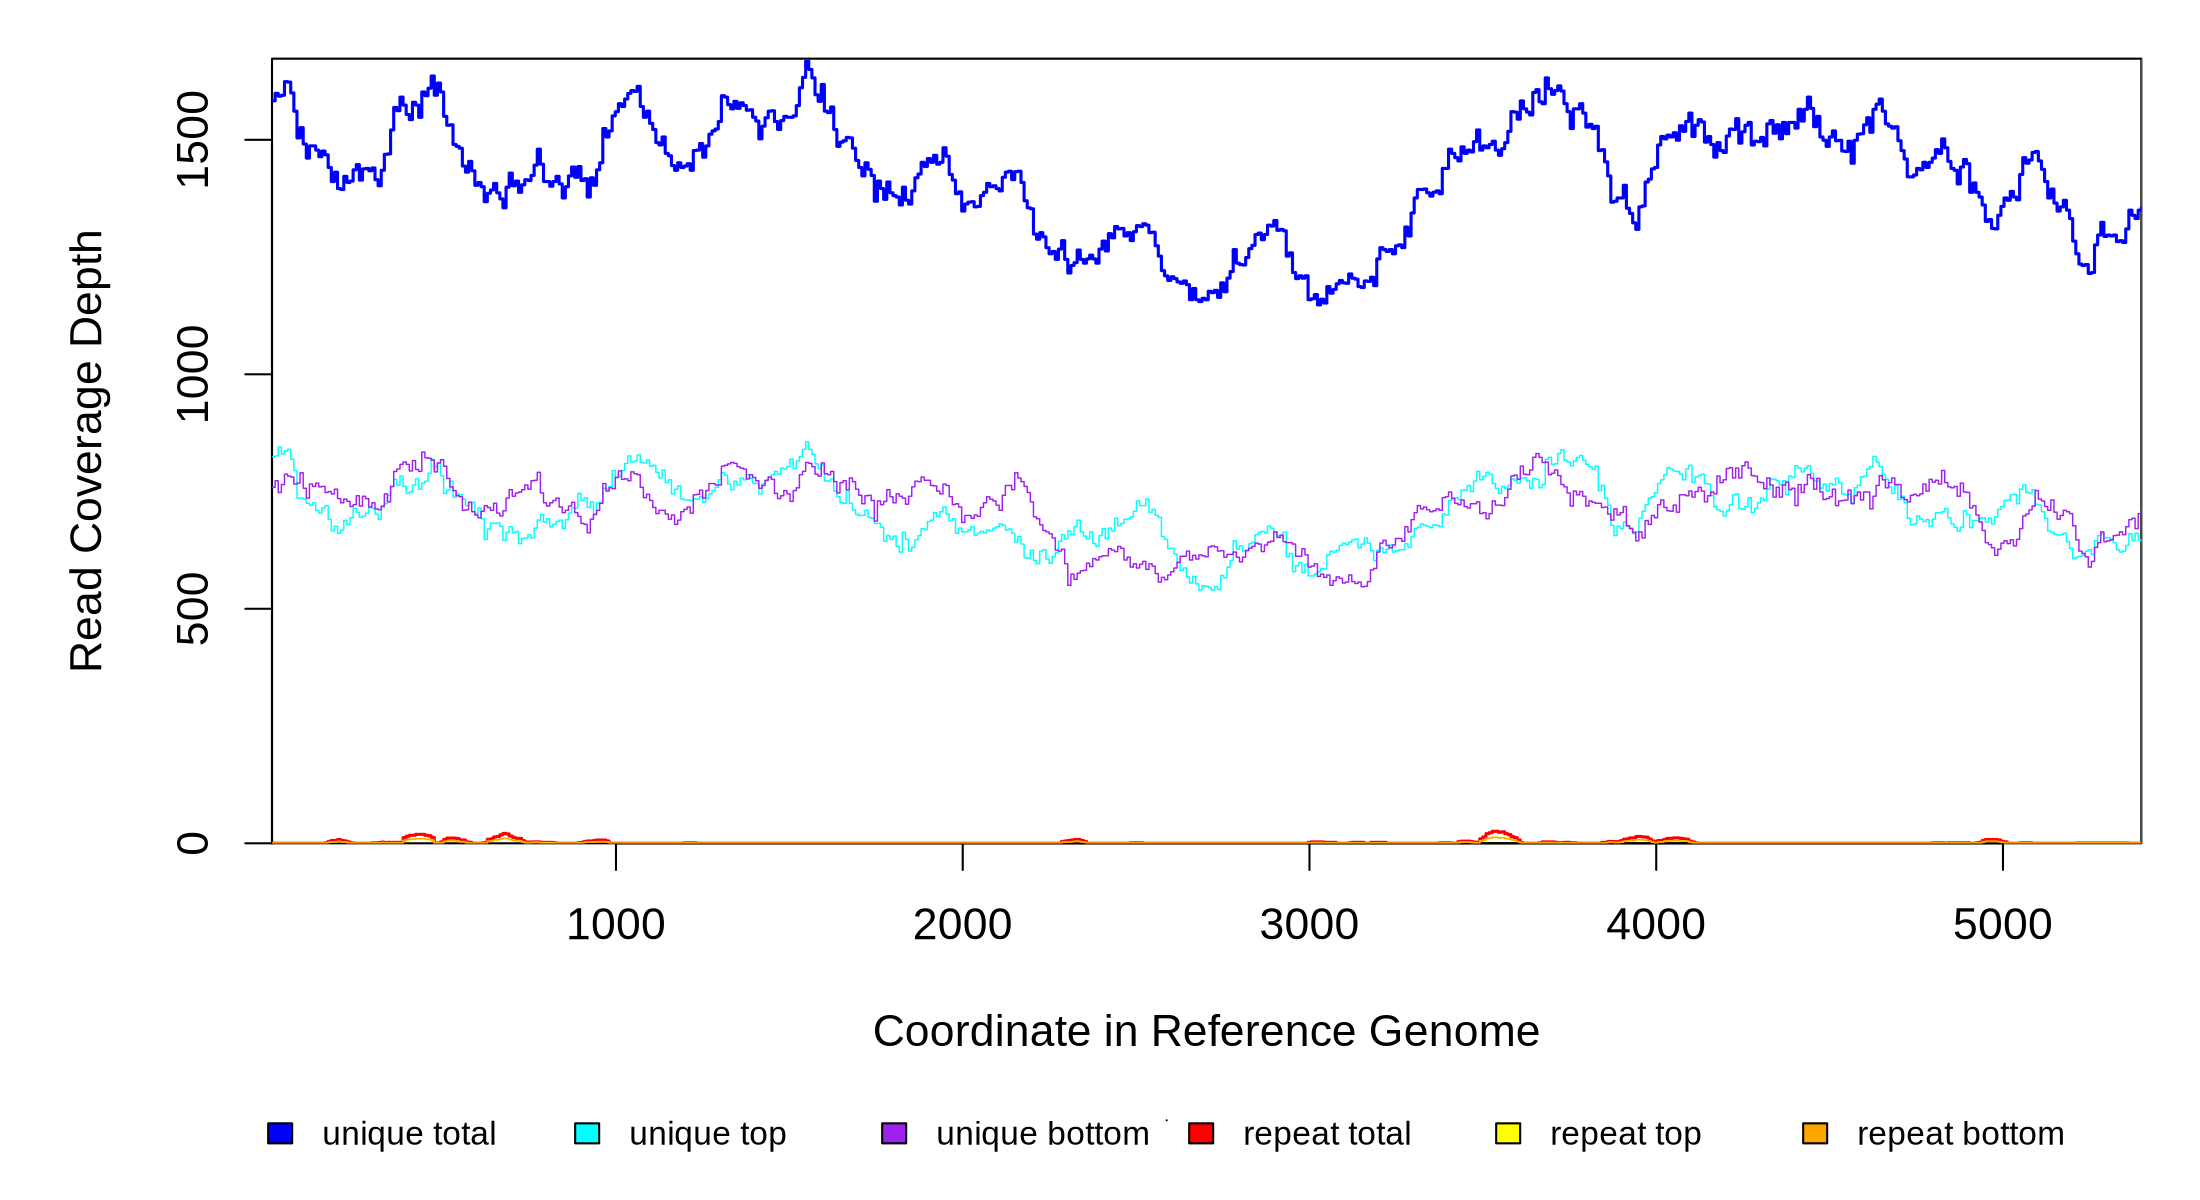 Read Coverage Depth
1500
1000
500
0
1000 2000 3000 4000 5000
Coordinate in Reference Genome
unique total unique top unique bottom repeat total repeat top repeat bottom